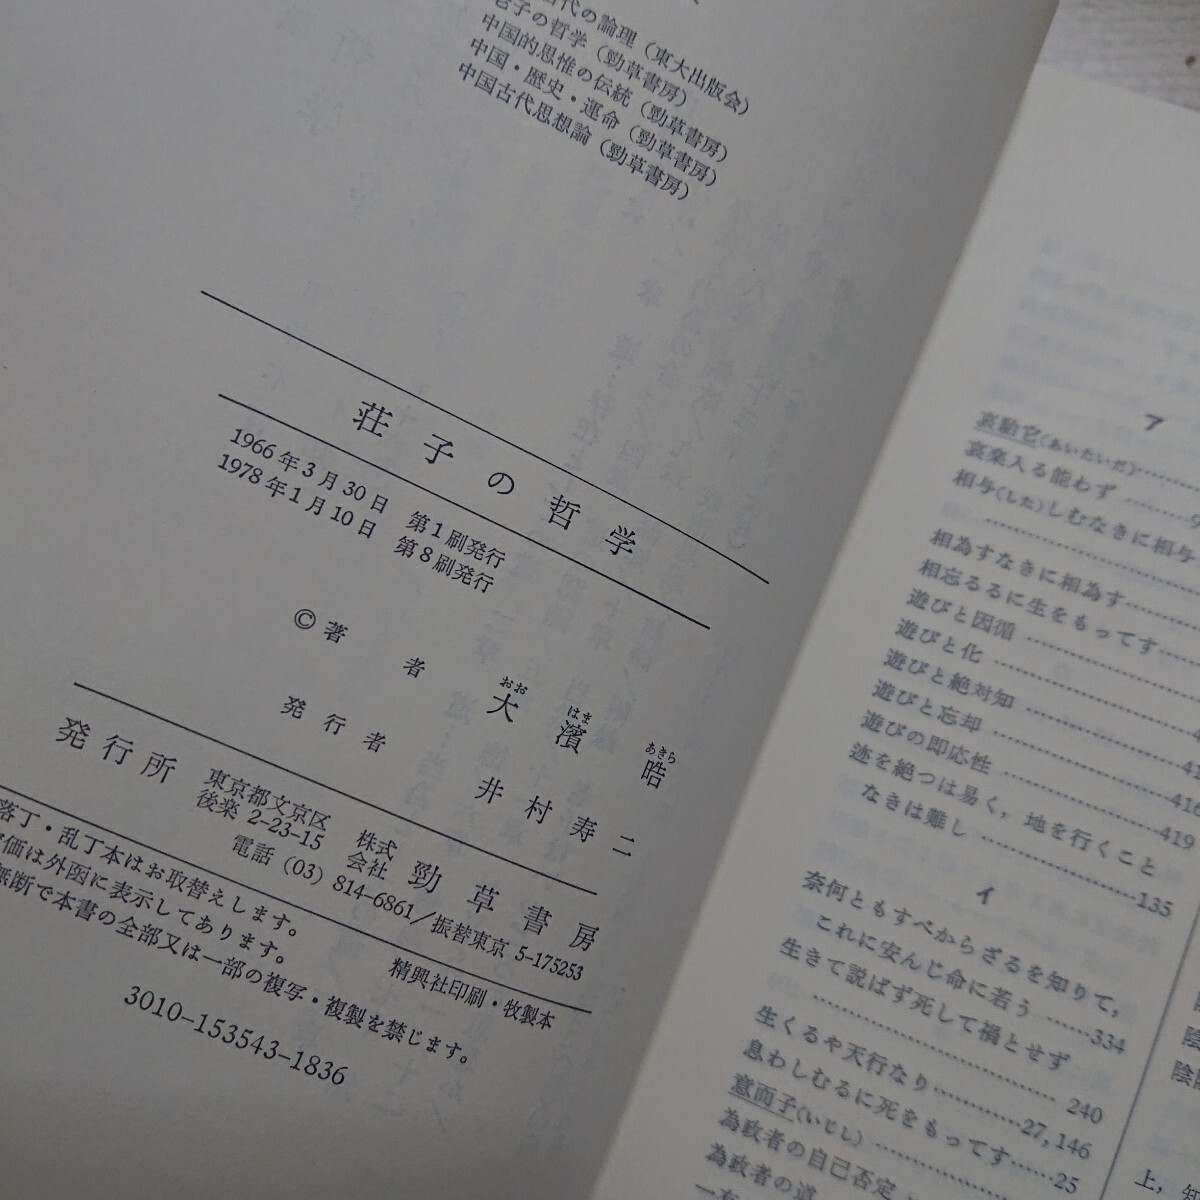 代の論理（東大出版会）
老子の哲学（勁草書房）
中国的思惟の伝統（勁草書房）
中国・歴史・運命（勁草書房）
中国古代思想論（勁草書房）
荘子の哲学
1966年3月30日 第1刷発行
1978年1月10日 第8刷発行
©著者 大濱晧
おお はま あきら
発行者 井村寿二
発行所 東京都文京区後楽 2-23-15 株式会社 勁草書房
電話 (03) 814-6861/振替東京 5-175253
落丁・乱丁本はお取替えします。
定価は外函に表示してあります。
無断で本書の全部又は一部の複写・複製を禁じます。
精興社印刷・牧製本
3010-153543-1836
ア
哀駘它(あいたいだ)
哀楽入る能わず
相与(した)しむなきに相与
相為すなきに相為す
相忘るるに生をもってす
遊びと因循
遊びと化
遊びと絶対知
遊びと忘却
遊びの即応性 416
迹を絶つは易く，地を行くこと 419
なきは難し 135
イ
奈何ともすべからざるを知りて，
これに安んじ命に若う 334
生きて説ばず死して禍とせず
240
生くるや天行なり 27, 146
息わしむるに死をもってす 25
意而子(いじし)
為政者の自己否定
為政者の道